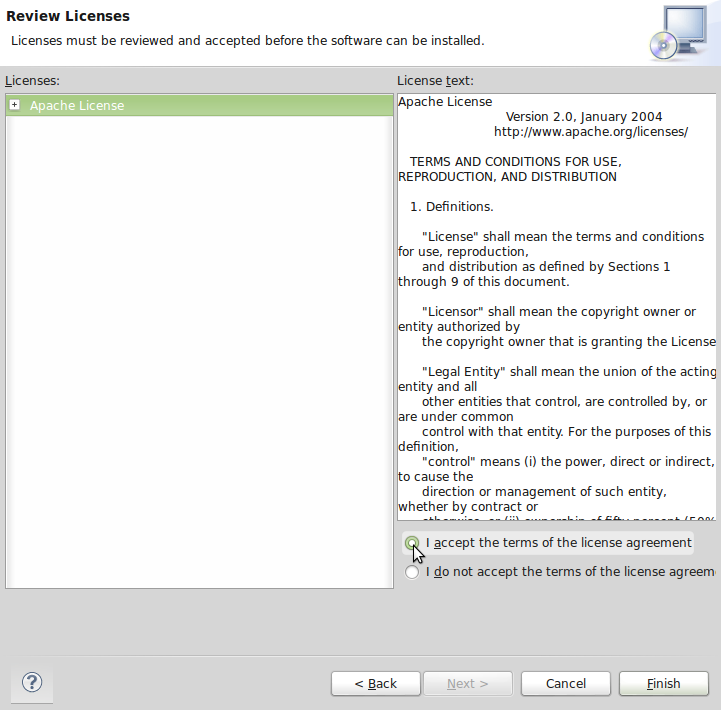 Review Licenses
Licenses must be reviewed and accepted before the software can be installed.
Licenses:
Apache License
License text:
Apache License
Version 2.0, January 2004
http://www.apache.org/licenses/
TERMS AND CONDITIONS FOR USE,
REPRODUCTION, AND DISTRIBUTION
1. Definitions.
"License" shall mean the terms and conditions
for use, reproduction,
and distribution as defined by Sections 1
through 9 of this document.
"Licensor" shall mean the copyright owner or
entity authorized by
the copyright owner that is granting the License
"Legal Entity" shall mean the union of the acting
entity and all
other entities that control, are controlled by, or
are under common
control with that entity. For the purposes of this
definition,
"control" means (i) the power, direct or indirect,
to cause the
direction or management of such entity,
whether by contract or
otherwise, or (ii) ownership of fifty percent (50%
I accept the terms of the license agreement
I do not accept the terms of the license agreem
?
< Back
Next >
Cancel
Finish